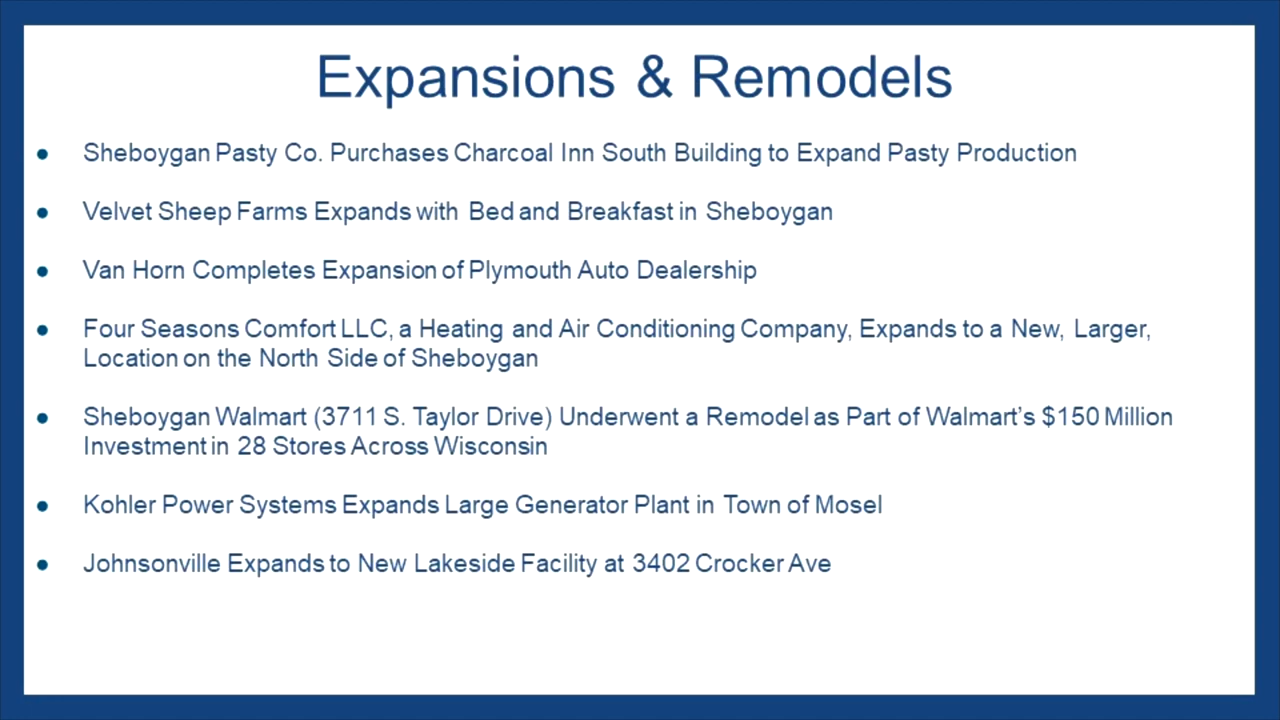 Expansions & Remodels
● Sheboygan Pasty Co. Purchases Charcoal Inn South Building to Expand Pasty Production
● Velvet Sheep Farms Expands with Bed and Breakfast in Sheboygan
● Van Horn Completes Expansion of Plymouth Auto Dealership
● Four Seasons Comfort LLC, a Heating and Air Conditioning Company, Expands to a New, Larger,
Location on the North Side of Sheboygan
● Sheboygan Walmart (3711 S. Taylor Drive) Underwent a Remodel as Part of Walmart’s $150 Million
Investment in 28 Stores Across Wisconsin
● Kohler Power Systems Expands Large Generator Plant in Town of Mosel
● Johnsonville Expands to New Lakeside Facility at 3402 Crocker Ave